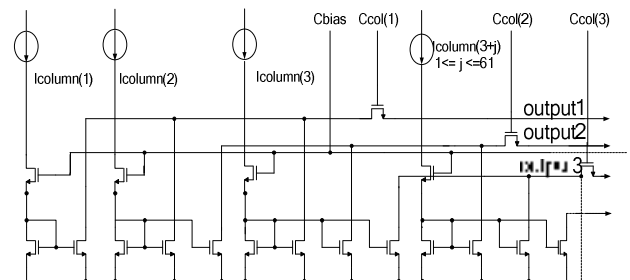 Cbias Ccol(1) Ccol(2) Ccol(3)
Icolumn(1)
Icolumn(2)
Icolumn(3)
Icolumn(3+j)
1<= j <=61
output1
output2
3